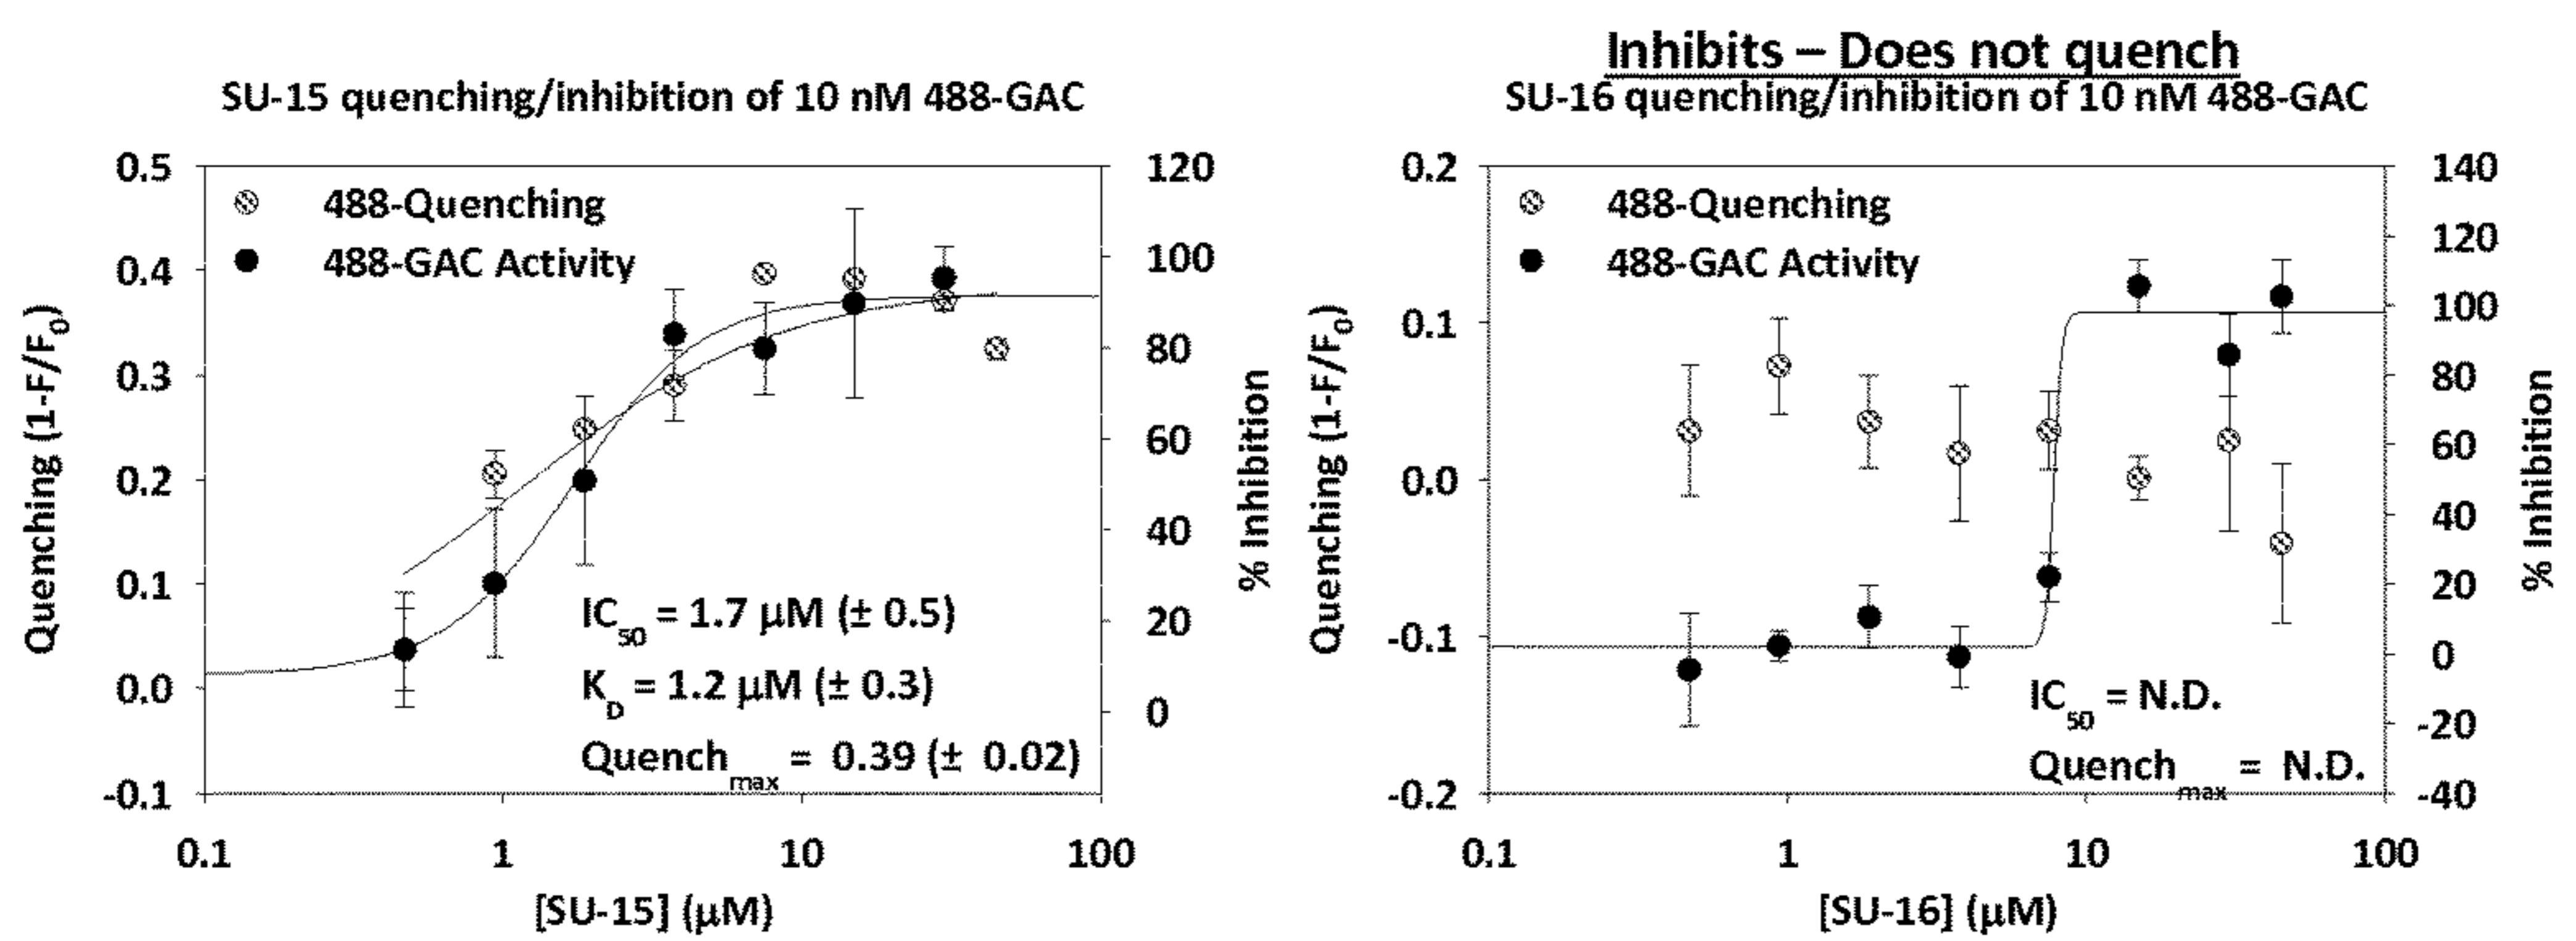 SU-15 quenching/inhibition of 10 nM 488-GAC
0.5
0.4
0.3
0.2
0.1
0.0
-0.1
Quenching (1-F/F0)
488-Quenching
488-GAC Activity
IC50 = 1.7 μM (± 0.5)
KD = 1.2 μM (± 0.3)
Quenchmax = 0.39 (± 0.02)
120
100
80
60
40
20
0
% Inhibition
0.1 1 10 100
[SU-15] (μM)
Inhibits – Does not quench
SU-16 quenching/inhibition of 10 nM 488-GAC
0.2
0.1
0.0
-0.1
-0.2
Quenching (1-F/F0)
488-Quenching
488-GAC Activity
IC50 = N.D.
Quenchmax = N.D.
140
120
100
80
60
40
20
0
-20
-40
% Inhibition
0.1 1 10 100
[SU-16] (μM)